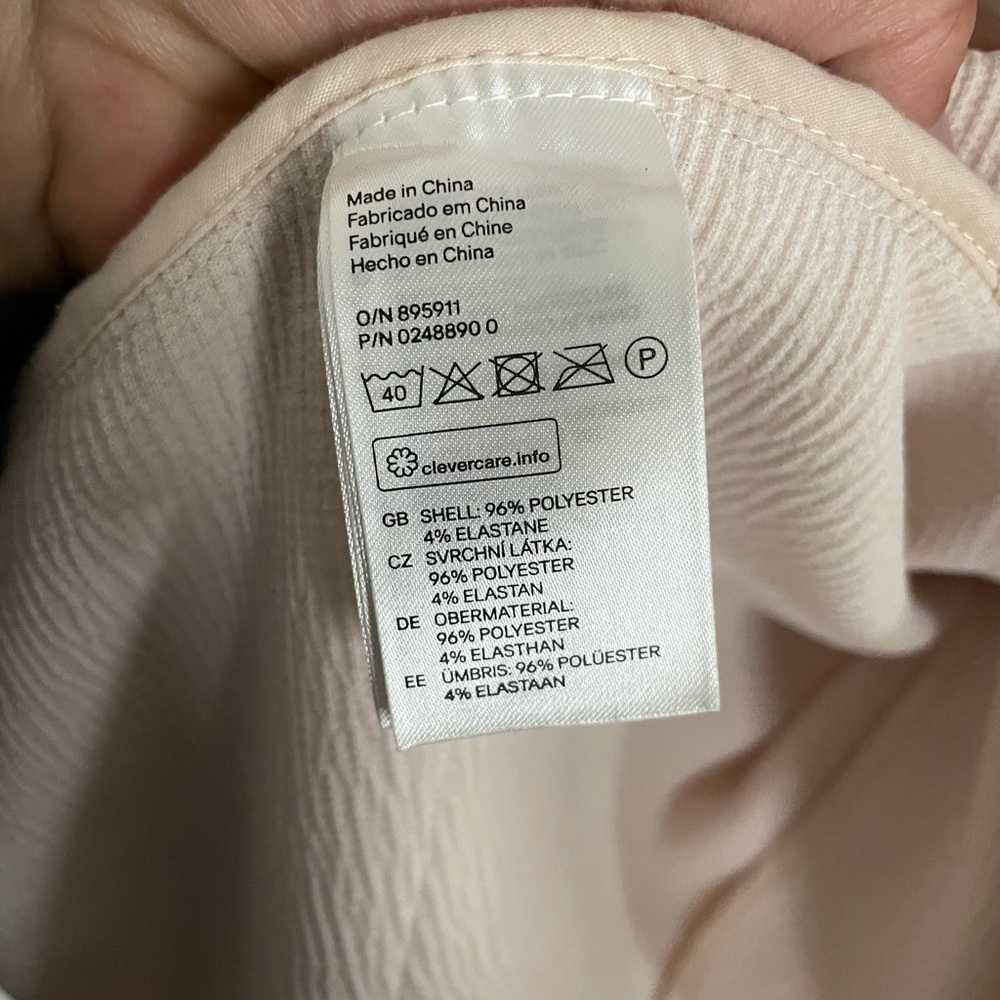 Made in China
Fabricado em China
Fabriqué en Chine
Hecho en China
O/N 895911
P/N 0248890 0
40 P
clevercare.info
GB SHELL: 96% POLYESTER
4% ELASTANE
CZ SVRCHNÍ LÁTKA:
96% POLYESTER
4% ELASTAN
DE OBERMATERIAL:
96% POLYESTER
4% ELASTHAN
EE ÜMBRIS: 96% POLÜESTER
4% ELASTAAN